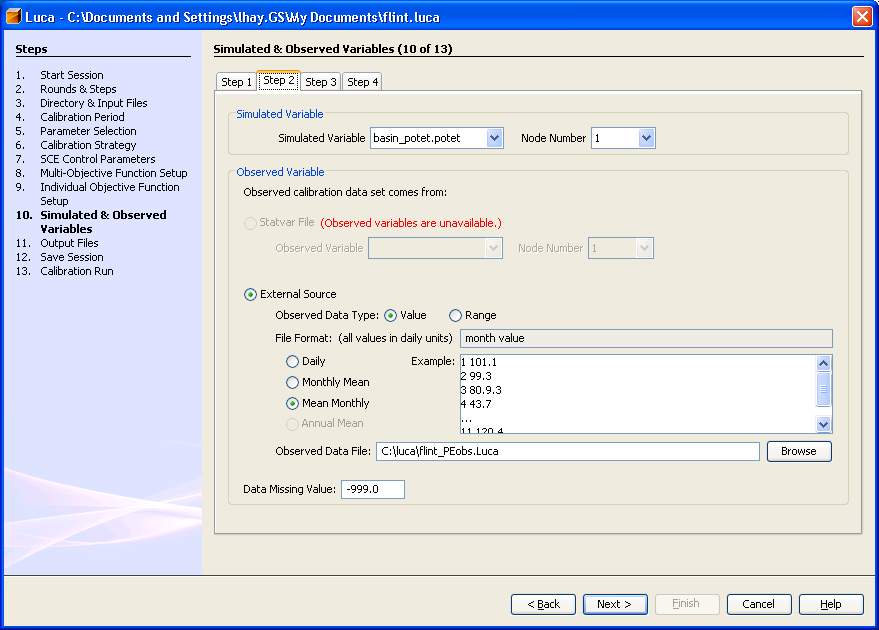 Luca - C:\Documents and Settings\lhay.GS\My Documents\flint.luca
Steps
1. Start Session
2. Rounds & Steps
3. Directory & Input Files
4. Calibration Period
5. Parameter Selection
6. Calibration Strategy
7. SCE Control Parameters
8. Multi-Objective Function Setup
9. Individual Objective Function
Setup
10. Simulated & Observed
Variables
11. Output Files
12. Save Session
13. Calibration Run
Simulated & Observed Variables (10 of 13)
Step 1 Step 2 Step 3 Step 4
Simulated Variable
Simulated Variable basin_potet.potet Node Number 1
Observed Variable
Observed calibration data set comes from:
Statvar File (Observed variables are unavailable.)
Observed Variable Node Number 1
External Source
Observed Data Type: Value Range
File Format: (all values in daily units) month value
Daily Example: 1 101.1
2 99.3
Monthly Mean
3 80.9.3
Mean Monthly 4 43.7
...
Annual Mean
11 120.4
Observed Data File: C:\luca\flint_PEobs.Luca Browse
Data Missing Value: -999.0
< Back Next > Finish Cancel Help